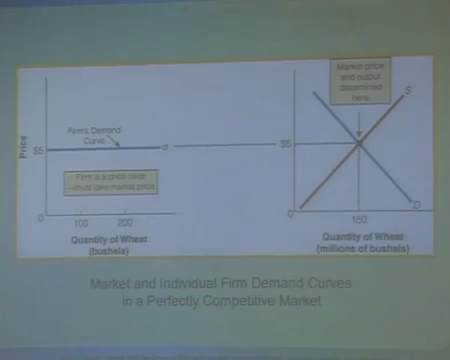 Price
Firm's Demand
Curve
$5
d
Firm is a price taker
—must take market price
0
100 200
Quantity of Wheat
(bushels)
Market price
and output
determined
here
S
$5
D
0
150
Quantity of Wheat
(millions of bushels)
Market and Individual Firm Demand Curves
in a Perfectly Competitive Market